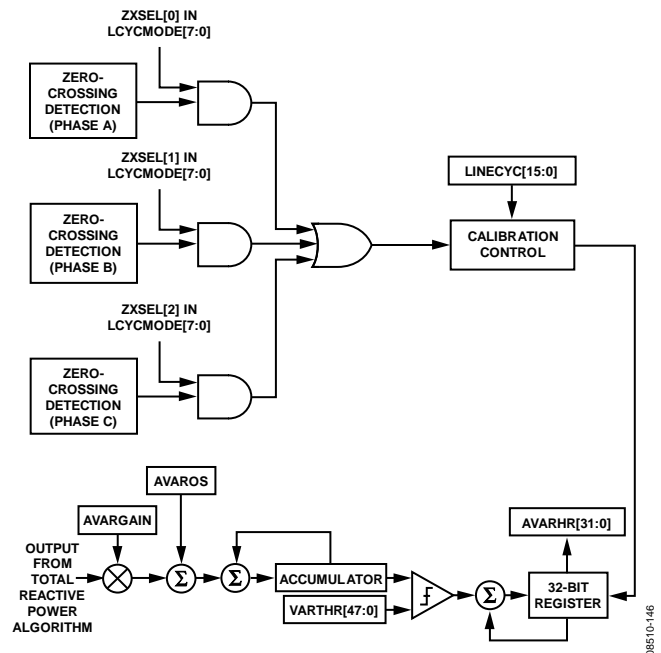 ZXSEL[0] IN
LCYCMODE[7:0]
ZERO-
CROSSING
DETECTION
(PHASE A)
ZXSEL[1] IN
LCYCMODE[7:0]
ZERO-
CROSSING
DETECTION
(PHASE B)
LINECYC[15:0]
CALIBRATION
CONTROL
ZXSEL[2] IN
LCYCMODE[7:0]
ZERO-
CROSSING
DETECTION
(PHASE C)
AVAROS
AVARGAIN
AVARHR[31:0]
OUTPUT
FROM
TOTAL
REACTIVE
POWER
ALGORITHM
Σ
Σ
ACCUMULATOR
VARTHR[47:0]
Σ
32-BIT
REGISTER
08510-146